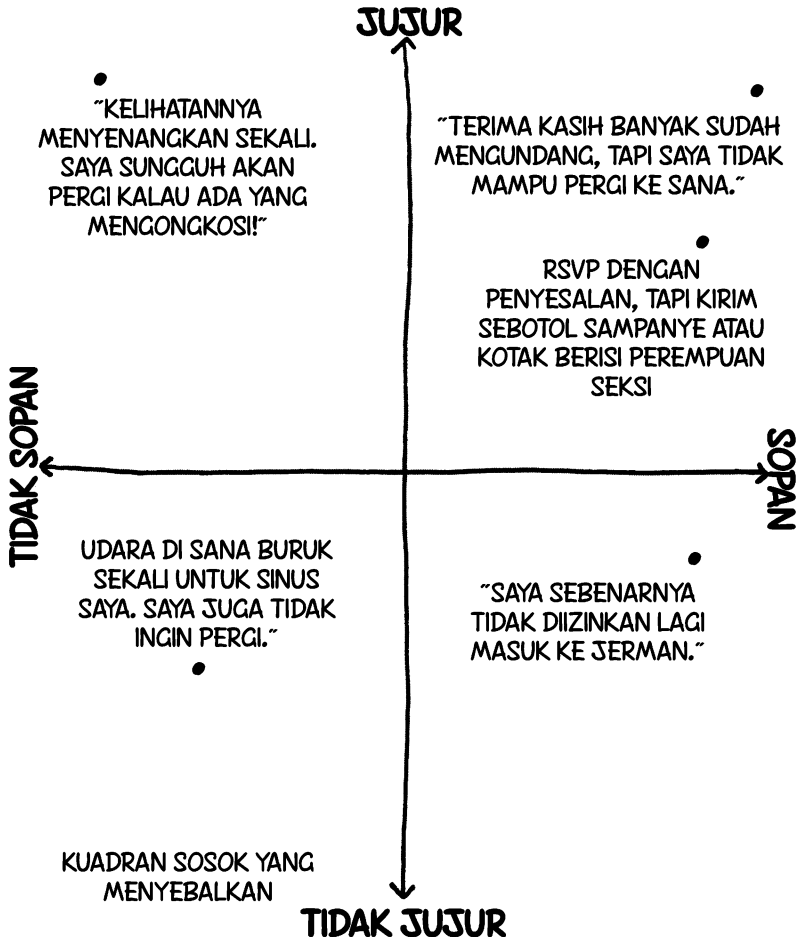 JUJUR
"KELIHATANNYA
MENYENANGKAN SEKALI.
SAYA SUNGGUH AKAN
PERGI KALAU ADA YANG
MENGONGKOSI!"
"TERIMA KASIH BANYAK SUDAH
MENGUNDANG, TAPI SAYA TIDAK
MAMPU PERGI KE SANA."
RSVP DENGAN
PENYESALAN, TAPI KIRIM
SEBOTOL SAMPANYE ATAU
KOTAK BERISI PEREMPUAN
SEKSI
TIDAK SOPAN
SOPAN
UDARA DI SANA BURUK
SEKALI UNTUK SINUS
SAYA. SAYA JUGA TIDAK
INGIN PERGI."
"SAYA SEBENARNYA
TIDAK DIIZINKAN LAGI
MASUK KE JERMAN."
KUADRAN SOSOK YANG
MENYEBALKAN
TIDAK JUJUR